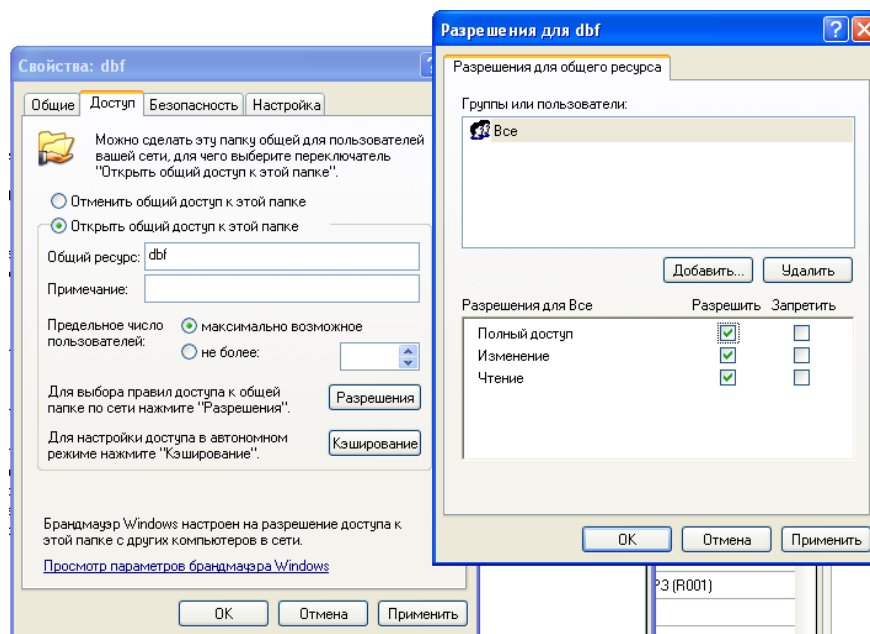 Свойства: dbf
Общие
Доступ
Безопасность
Настройка
Можно сделать эту папку общей для пользователей
вашей сети, для чего выберите переключатель
"Открыть общий доступ к этой папке".
Отменить общий доступ к этой папке
Открыть общий доступ к этой папке
Общий ресурс: dbf
Примечание:
Предельное число
пользователей:
максимально возможное
не более:
Для выбора правил доступа к общей
папке по сети нажмите "Разрешения".
Разрешения
Для настройки доступа в автономном
режиме нажмите "Кэширование".
Кэширование
Брандмауэр Windows настроен на разрешение доступа к
этой папке с других компьютеров в сети.
Просмотр параметров брандмауэра Windows
OK
Отмена
Применить
Разрешения для dbf
Разрешения для общего ресурса
Группы или пользователи:
Все
Добавить...
Удалить
Разрешения для Все
Разрешить
Запретить
Полный доступ
Изменение
Чтение
OK
Отмена
Применить
РЗ (R001)